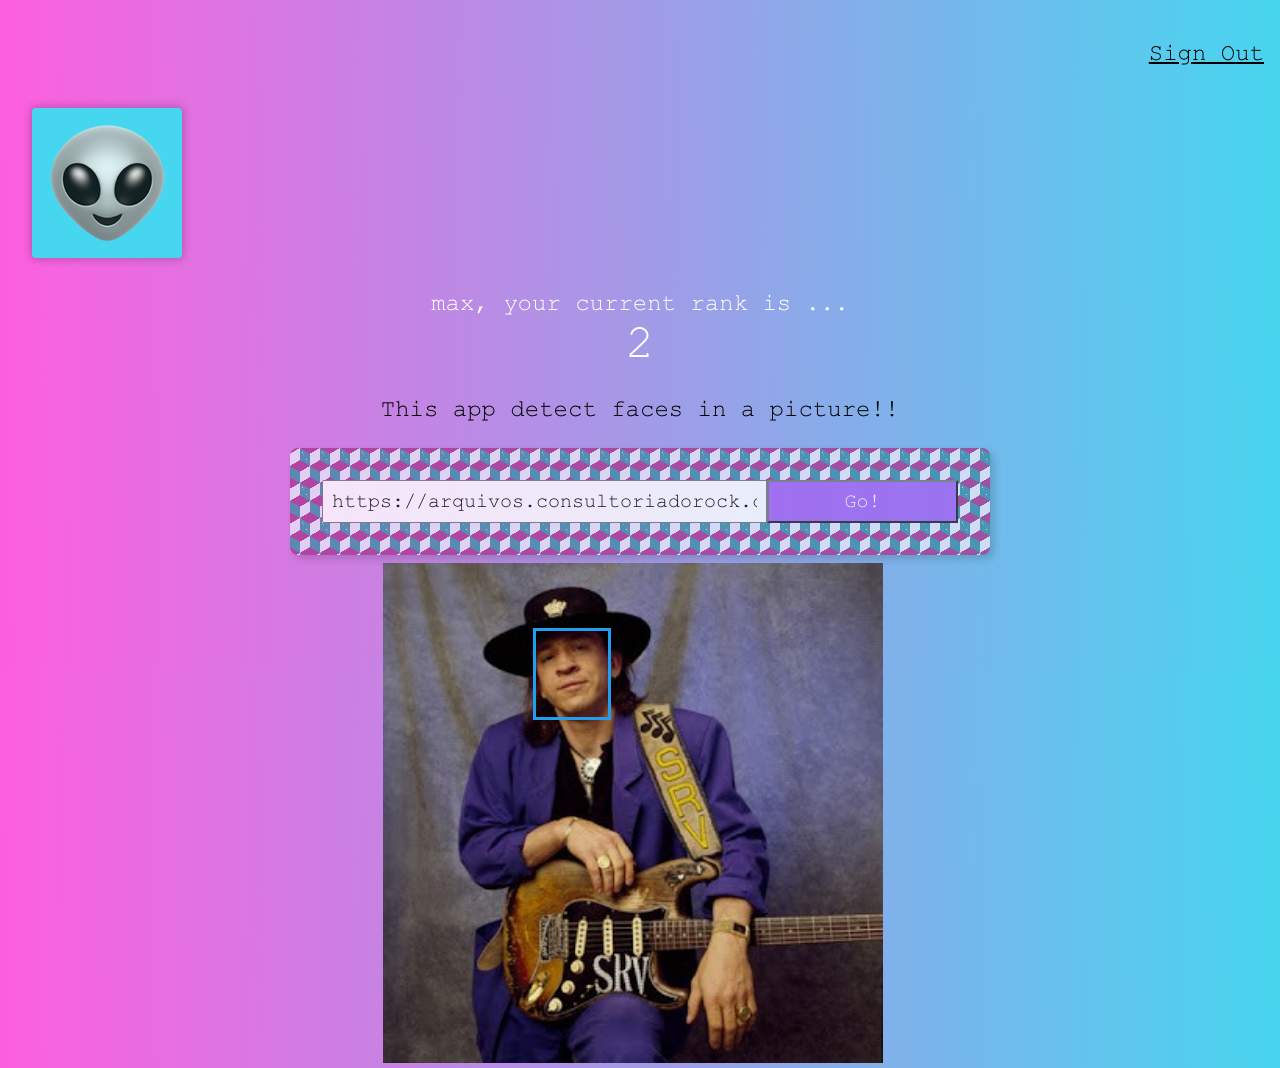 Sign Out
max, your current rank is ...
2
This app detect faces in a picture!!
https://arquivos.consultoriadorock.c
Go!
SRV
SRV